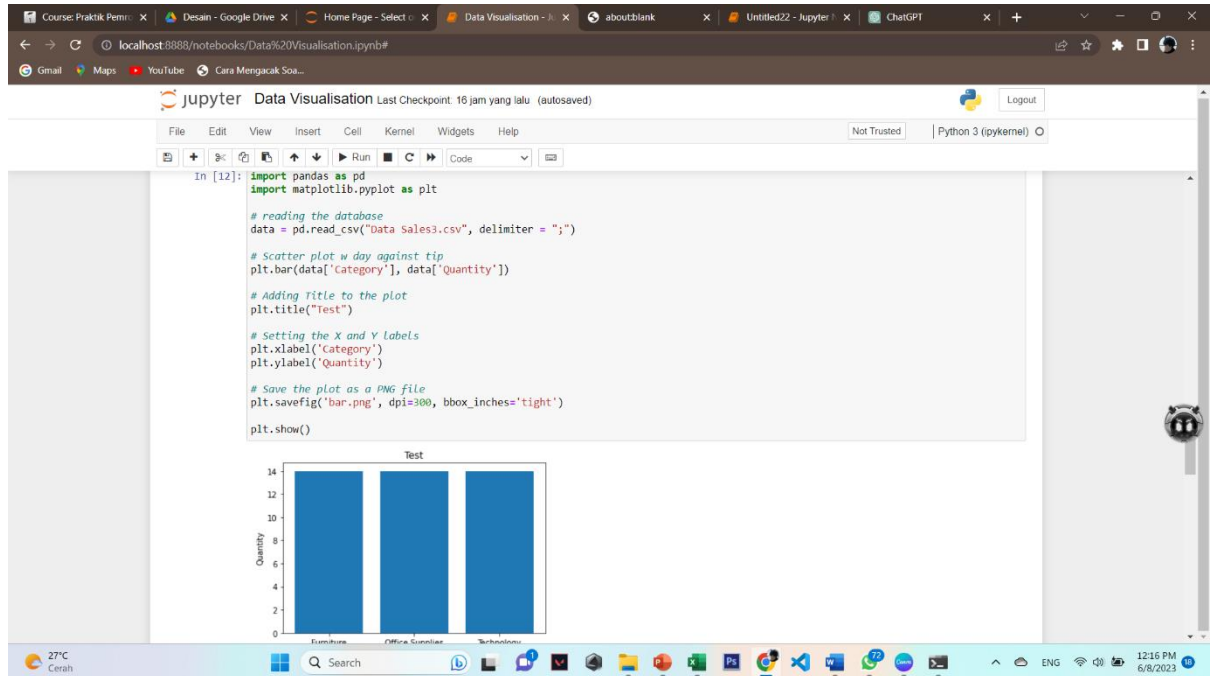 Course: Praktik Pemro
Desain - Google Drive
Home Page - Select o
Data Visualisation - Ju
about:blank
Untitled22 - Jupyter N
ChatGPT
localhost:8888/notebooks/Data%20Visualisation.ipynb#
Gmail Maps YouTube Cara Mengacak Soa...
jupyter Data Visualisation Last Checkpoint: 16 jam yang lalu (autosaved)
Logout
File Edit View Insert Cell Kernel Widgets Help
Not Trusted Python 3 (ipykernel)
Run Code
In [12]: import pandas as pd
import matplotlib.pyplot as plt
# reading the database
data = pd.read_csv("Data Sales3.csv", delimiter = ";")
# Scatter plot w day against tip
plt.bar(data['Category'], data['Quantity'])
# Adding Title to the plot
plt.title("Test")
# Setting the X and Y labels
plt.xlabel('Category')
plt.ylabel('Quantity')
# Save the plot as a PNG file
plt.savefig('bar.png', dpi=300, bbox_inches='tight')
plt.show()
Test
14
12
10
8
6
4
2
0
Quantity
Furniture Office Supplies Technology
27°C
Cerah
Search
1
Ps
72
ENG
12:16 PM
6/8/2023
18